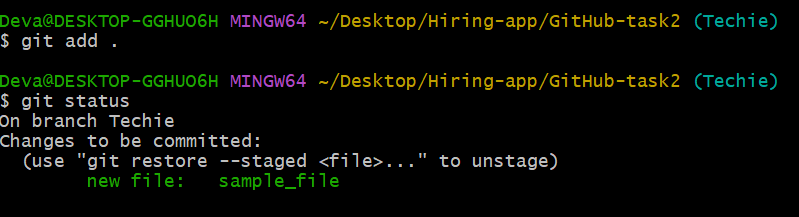 Deva@DESKTOP-GGHUO6H MINGW64 ~/Desktop/Hiring-app/GitHub-task2 (Techie)
$ git add .
Deva@DESKTOP-GGHUO6H MINGW64 ~/Desktop/Hiring-app/GitHub-task2 (Techie)
$ git status
On branch Techie
Changes to be committed:
  (use "git restore --staged <file>..." to unstage)
        new file:   sample_file